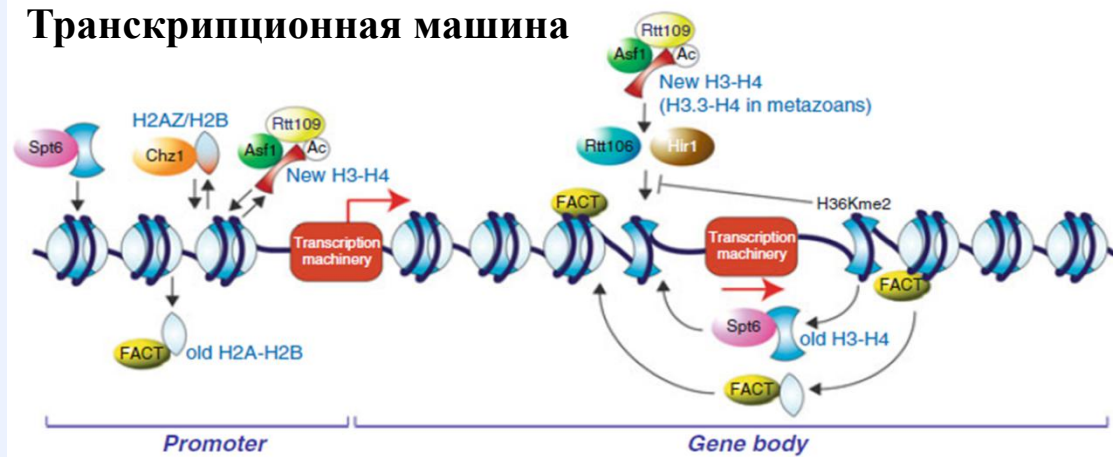 Транскрипционная машина
Spt6
H2AZ/H2B
Chz1
Rtt109
Asf1
Ac
New H3-H4
Transcription
machinery
FACT
old H2A-H2B
Rtt109
Asf1
Ac
New H3-H4
(H3.3-H4 in metazoans)
Rtt106
Hir1
FACT
H36Kme2
Transcription
machinery
FACT
Spt6
old H3-H4
FACT
Promoter
Gene body